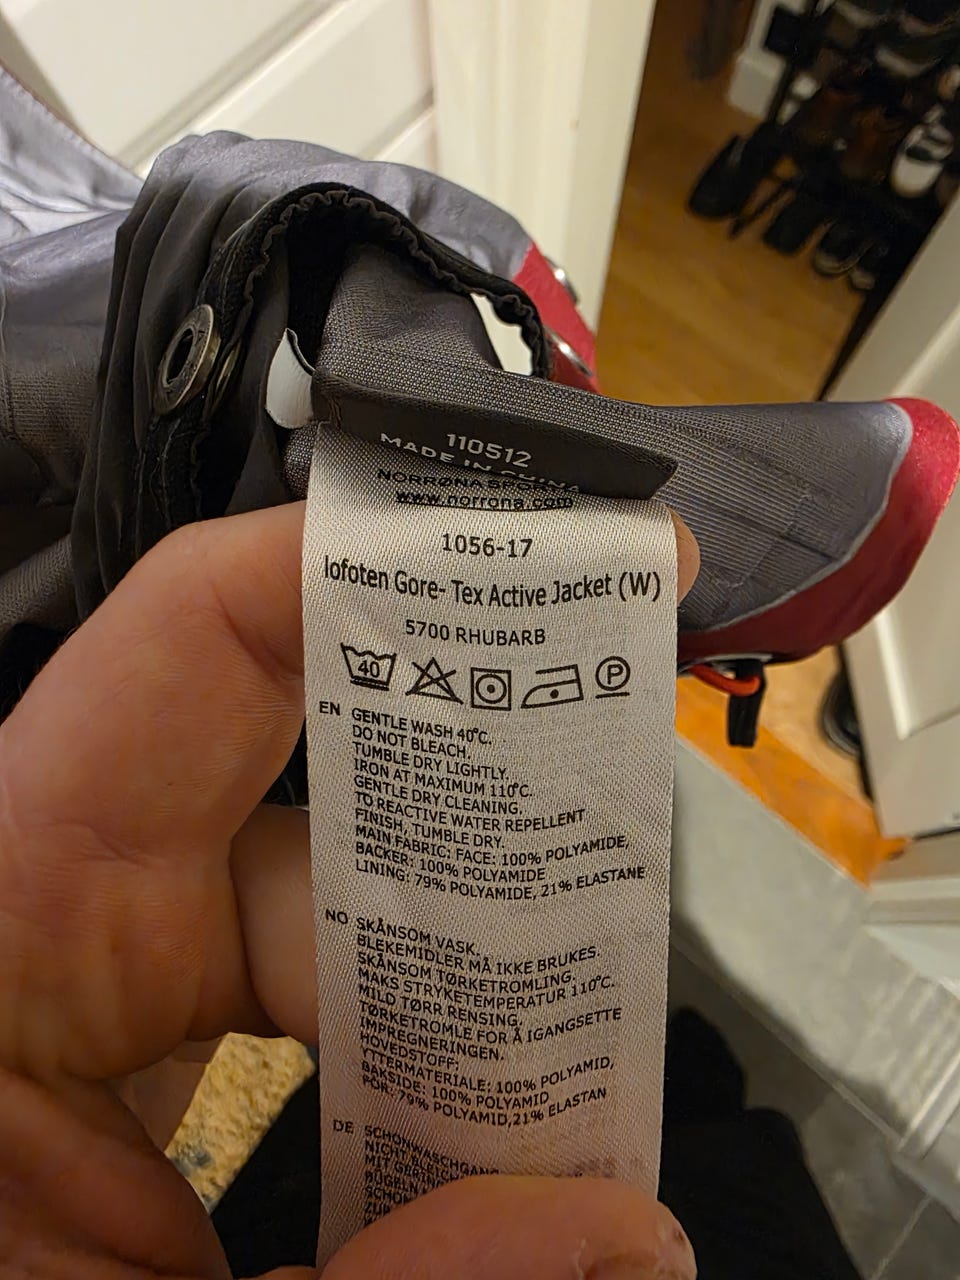 110512
MADE IN CHINA
NORRØNA
www.norrona.com
1056-17
lofoten Gore- Tex Active Jacket (W)
5700 RHUBARB
40 P
EN GENTLE WASH 40°C.
DO NOT BLEACH.
TUMBLE DRY LIGHTLY.
IRON AT MAXIMUM 110°C.
GENTLE DRY CLEANING.
TO REACTIVE WATER REPELLENT
FINISH, TUMBLE DRY.
MAIN FABRIC: FACE: 100% POLYAMIDE,
BACKER: 100% POLYAMIDE
LINING: 79% POLYAMIDE, 21% ELASTANE
NO SKÅNSOM VASK.
BLEKEMIDLER MÅ IKKE BRUKES.
SKÅNSOM TØRKETROMLING.
MAKS STRYKETEMPERATUR 110°C.
MILD TØRR RENSING.
TØRKETROMLE FOR Å IGANGSETTE
IMPREGNERINGEN.
HOVEDSTOFF:
YTTERMATERIALE: 100% POLYAMID,
BAKSIDE: 100% POLYAMID
FÔR: 79% POLYAMID,21% ELASTAN
DE SCHONWASCHGANG
NICHT
MIT